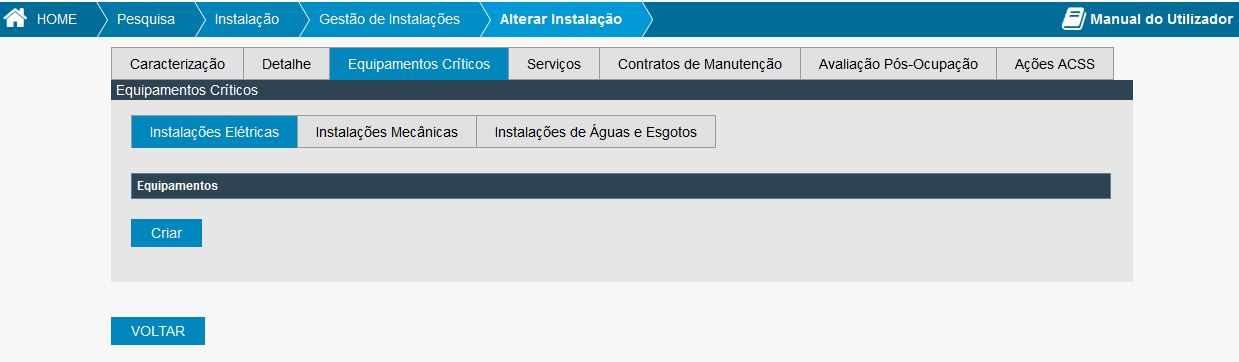 HOME Pesquisa Instalação Gestão de Instalações Alterar Instalação Manual do Utilizador
Caracterização Detalhe Equipamentos Críticos Serviços Contratos de Manutenção Avaliação Pós-Ocupação Ações ACSS
Equipamentos Críticos
Instalações Elétricas Instalações Mecânicas Instalações de Águas e Esgotos
Equipamentos
Criar
VOLTAR